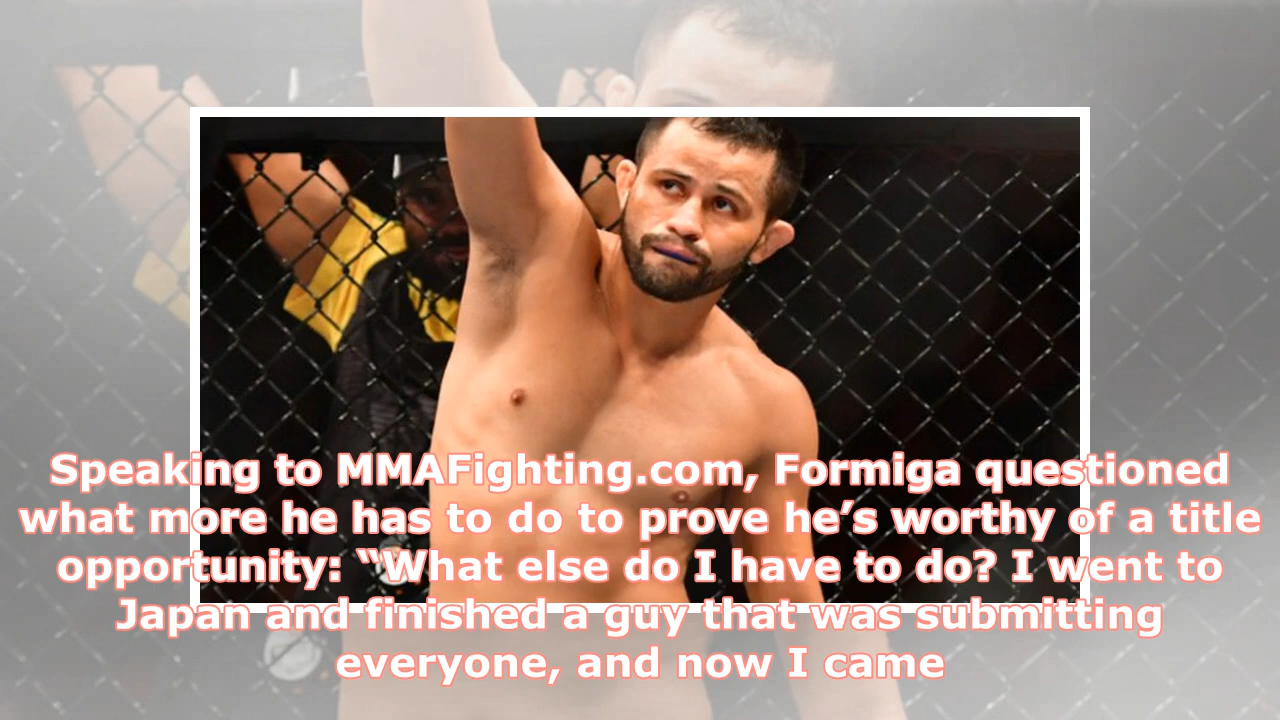 Speaking to MMAFighting.com, Formiga questioned
what more he has to do to prove he’s worthy of a title
opportunity: “What else do I have to do? I went to
Japan and finished a guy that was submitting
everyone, and now I came